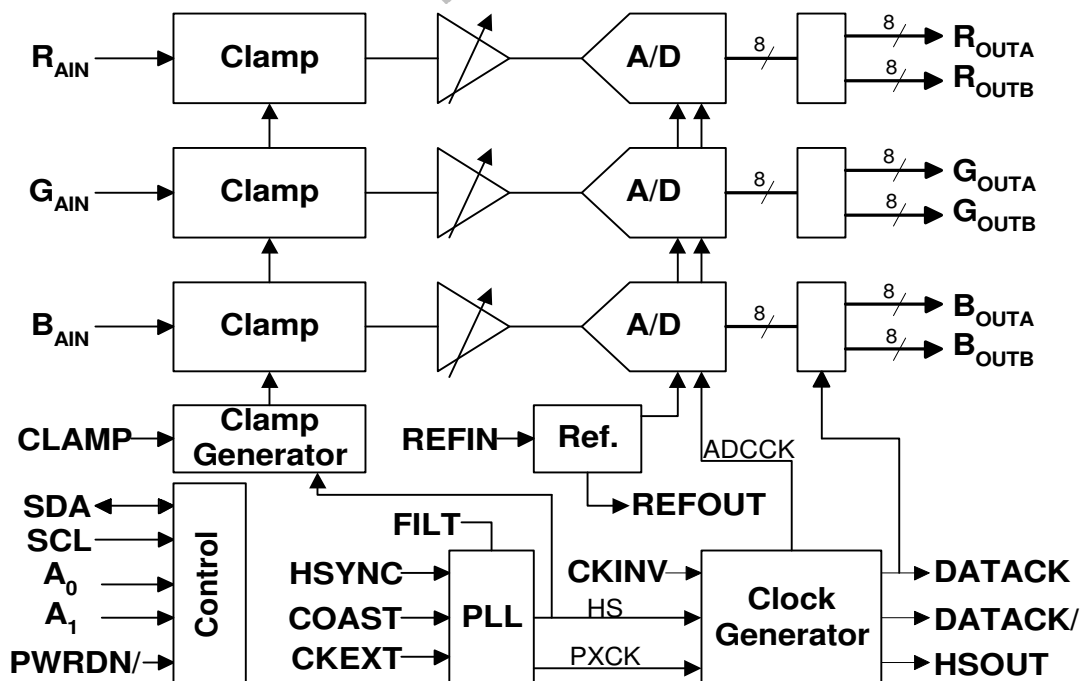 R_AIN Clamp A/D 8 8 R_OUTA
8 R_OUTB
G_AIN Clamp A/D 8 8 G_OUTA
8 G_OUTB
B_AIN Clamp A/D 8 8 B_OUTA
8 B_OUTB
CLAMP Clamp Generator REFIN Ref. ADCCK
REFOUT
SDA
SCL
A_0
A_1
PWRDN/
Control
FILT
HSYNC
COAST
CKEXT
PLL
CKINV
HS
PXCK
Clock
Generator
DATACK
DATACK/
HSOUT